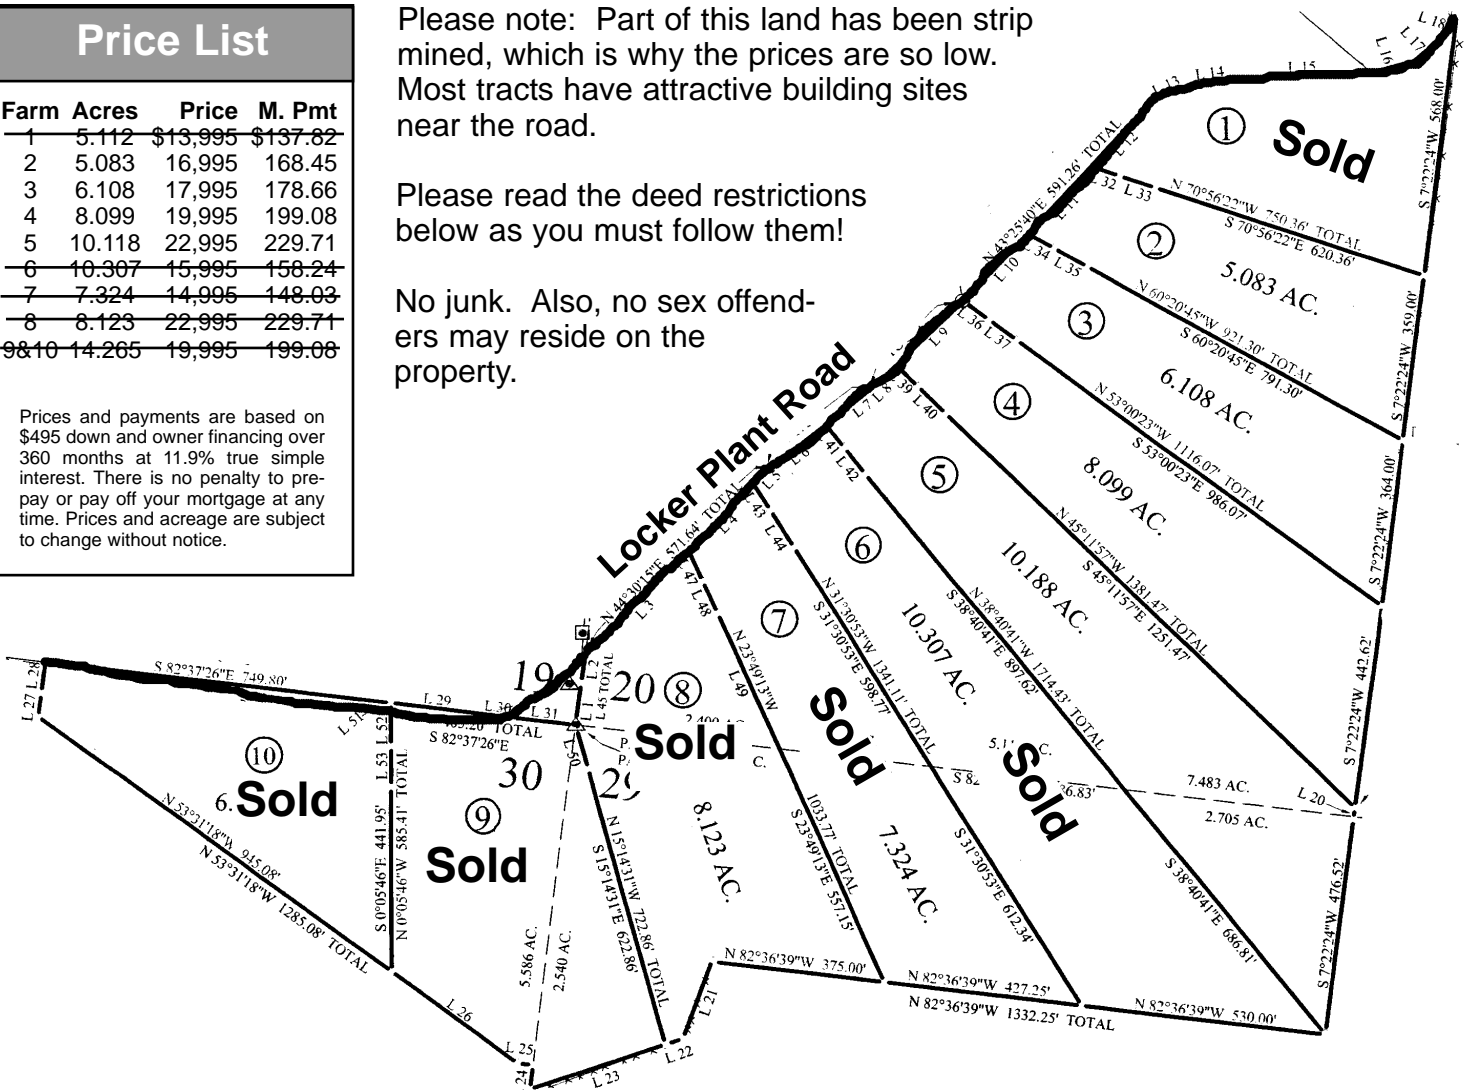 Price List
Farm Acres Price M. Pmt
1 5.112 $13,995 $137.82
2 5.083 16,995 168.45
3 6.108 17,995 178.66
4 8.099 19,995 199.08
5 10.118 22,995 229.71
6 10.307 15,995 158.24
7 7.324 14,995 148.03
8 8.123 22,995 229.71
9&10 14.265 19,995 199.08
Prices and payments are based on
$495 down and owner financing over
360 months at 11.9% true simple
interest. There is no penalty to pre-
pay or pay off your mortgage at any
time. Prices and acreage are subject
to change without notice.
Please note: Part of this land has been strip
mined, which is why the prices are so low.
Most tracts have attractive building sites
near the road.
Please read the deed restrictions
below as you must follow them!
No junk. Also, no sex offend-
ers may reside on the
property.
L 18
L 17
L 16
L 15
L 14
L 13
L 12
1
Sold
S 7°22'24"W 568.00'
N 43°25'40"E 591.26' TOTAL
L 11
L 32 L 33
N 70°56'22"W 750.36' TOTAL
S 70°56'22"E 620.36'
2
5.083 AC.
S 7°22'24"W 359.00'
L 10
L 34 L 35
N 60°20'45"W 921.30' TOTAL
S 60°20'45"E 791.30'
3
6.108 AC.
S 7°22'24"W 364.00'
L 9
L 36 L 37
N 53°00'23"W 1116.07' TOTAL
S 53°00'23"E 986.07'
4
8.099 AC.
S 7°22'24"W 442.62'
Locker Plant Road
L 7 L 8
L 39 L 40
N 45°11'57"W 1381.47' TOTAL
S 45°11'57"E 1251.47'
5
10.188 AC.
L 6
L 41 L 42
N 38°40'41"W 1714.43' TOTAL
S 38°40'41"E 897.62'
6
10.307 AC.
Sold
L 5
L 43 L 44
N 31°30'53"W 1341.11' TOTAL
S 31°30'53"E 598.77'
7
Sold
7.324 AC.
L 4
N 44°30'15"E 571.64' TOTAL
L 3
L 47 L 48
N 23°49'13"W
L 49
1033.77' TOTAL
S 23°49'13"E 557.15'
L 2
L 1
L 45 TOTAL
19
20
8
Sold
8.123 AC.
7.483 AC.
L 20
2.705 AC.
S 31°30'53"E 612.34'
S 38°40'41"E 686.81'
S 7°22'24"W 476.52'
L 28
L 27
S 82°37'26"E 749.80'
L 29
L 30
L 31
TOTAL
S 82°37'26"E
L 51
L 52
L 53
10
Sold
N 53°31'18"W 945.08'
N 53°31'18"W 1285.08' TOTAL
S 0°05'46"E 441.95'
N 0°05'46"W 585.41' TOTAL
30
29
9
Sold
L 50
N 15°14'31"W 722.86' TOTAL
S 15°14'31"E 622.86'
5.586 AC.
2.540 AC.
L 26
L 25
L 23
L 22
L 21
N 82°36'39"W 375.00'
N 82°36'39"W 427.25'
N 82°36'39"W 1332.25' TOTAL
N 82°36'39"W 530.00'